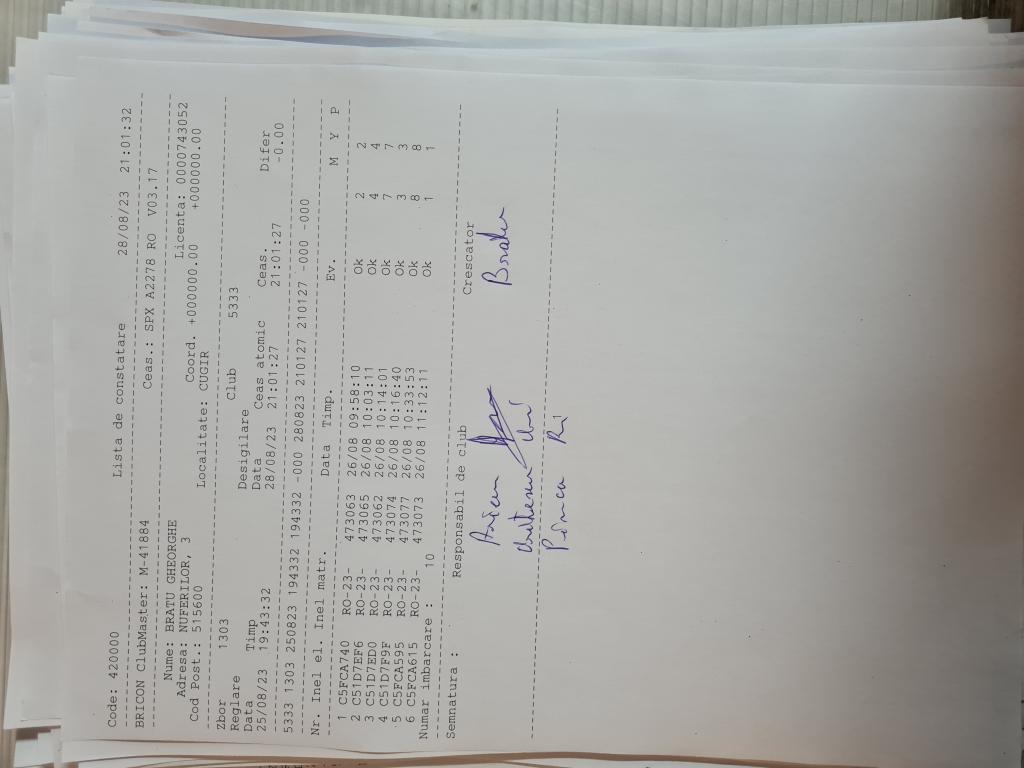 Code: 420000 Lista de constatare 28/08/23 21:01:32
BRICON ClubMaster: M-41884 Ceas.: SPX A2278 RO V03.17
Nume: BRATU GHEORGHE Licenta: 0000743052
Adresa: NUFERILOR, 3 Coord. +000000.00 +000000.00
Cod Post.: 515600 Localitate: CUGIR
Zbor 1303 Club 5333
Reglare Desigilare
Data Timp Data Ceas atomic Ceas. Difer
25/08/23 19:43:32 28/08/23 21:01:27 21:01:27 -0.00
5333 1303 250823 194332 194332 -000 280823 210127 210127 -000 -000
Nr. Inel el. Inel matr. Data Timp. Ev. M Y P
1 C5FCA740 RO-23- 473063 26/08 09:58:10 Ok 2 2
2 C51D7EF6 RO-23- 473065 26/08 10:03:11 Ok 4 4
3 C51D7ED0 RO-23- 473062 26/08 10:14:01 Ok 7 7
4 C51D7F9F RO-23- 473074 26/08 10:16:40 Ok 3 3
5 C5FCA595 RO-23- 473077 26/08 10:33:53 Ok 8 8
6 C5FCA615 RO-23- 473073 26/08 11:12:11 Ok 1 1
Numar imbarcare : 10
Semnatura : Responsabil de club Crescator
Bratu